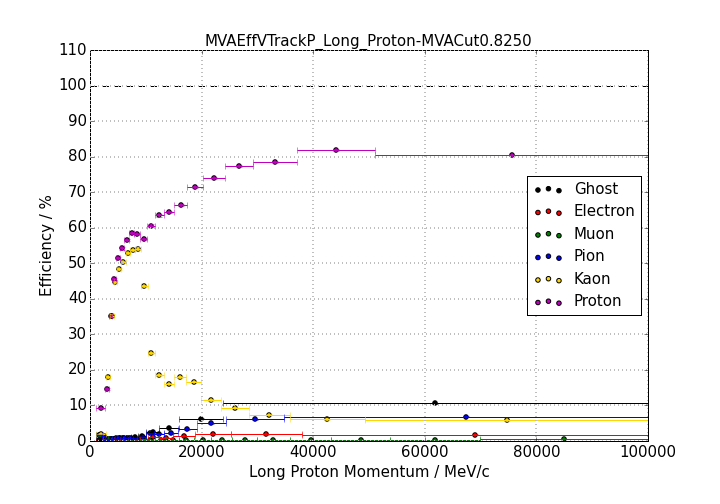 MVAEffVTrackP_Long_Proton-MVACut0.8250
110
100
90
80
70
60
50
40
30
20
10
0
Efficiency / %
Ghost
Electron
Muon
Pion
Kaon
Proton
0 20000 40000 60000 80000 100000
Long Proton Momentum / MeV/c